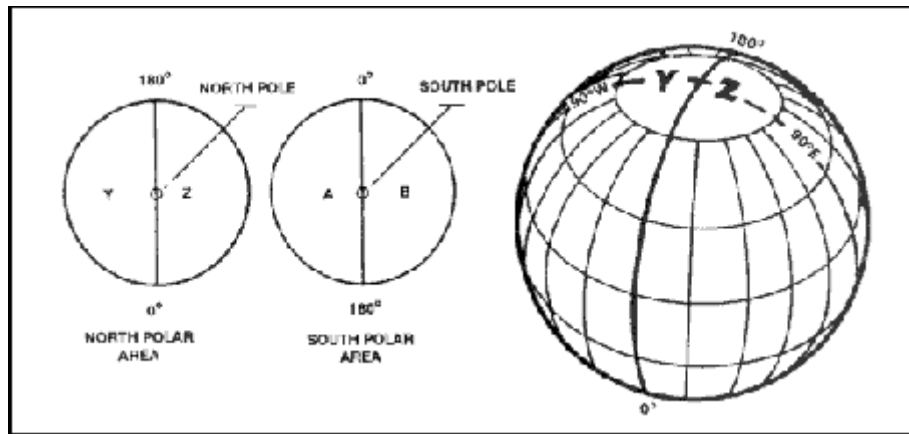 180°
NORTH POLE
Y
Z
0°
NORTH POLAR
AREA
0°
SOUTH POLE
A
B
180°
SOUTH POLAR
AREA
180°
90°W
Y
Z
90°E
0°